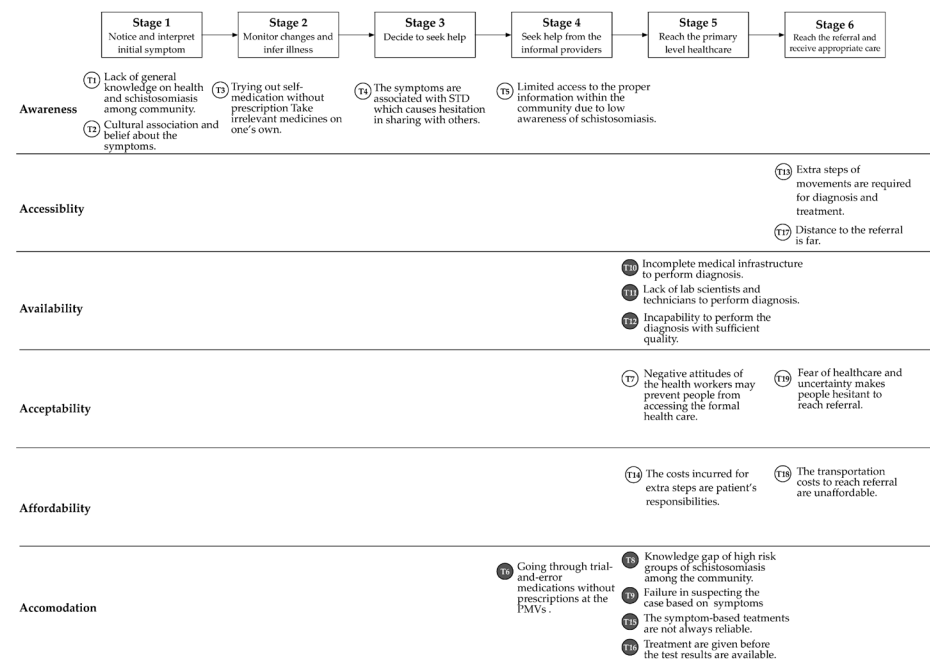 Stage 1
Notice and interpret
initial symptom
Stage 2
Monitor changes and
infer illness
Stage 3
Decide to seek help
Stage 4
Seek help from the
informal providers
Stage 5
Reach the primary
level healthcare
Stage 6
Reach the referral and
receive appropriate care
Awareness
T1 Lack of general
knowledge on health
and schistosomiasis
among community.
T2 Cultural association and
belief about the
symptoms.
T3 Trying out self-
medication without
prescription Take
irrelevant medicines on
one's own.
T4 The symptoms are
associated with STD
which causes hesitation
in sharing with others.
T5 Limited access to the proper
information within the
community due to low
awareness of schistosomiasis.
Accessiblity
T13 Extra steps of
movements are required
for diagnosis and
treatment.
T17 Distance to the referral
is far.
Availability
T10 Incomplete medical infrastructure
to perform diagnosis.
T11 Lack of lab scientists and
technicians to perform diagnosis.
T12 Incapability to perform the
diagnosis with sufficient
quality.
Acceptability
T7 Negative attitudes of
the health workers may
prevent people from
accessing the formal
health care.
T19 Fear of healthcare and
uncertainty makes
people hesitant to
reach referral.
Affordability
T14 The costs incurred for
extra steps are patient's
responsibilities.
T18 The transportation
costs to reach referral
are unaffordable.
Accomodation
T6 Going through trial-
and-error
medications without
prescriptions at the
PMVs .
T8 Knowledge gap of high risk
groups of schistosomiasis
among the community.
T9 Failure in suspecting the
case based on symptoms
T15 The symptom-based teatments
are not always reliable.
T16 Treatment are given before
the test results are available.